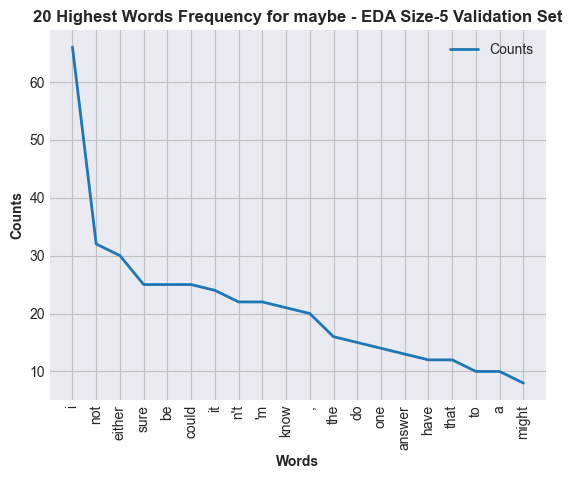 20 Highest Words Frequency for maybe - EDA Size-5 Validation Set
Counts
Counts
60
50
40
30
20
10
i
not
either
sure
be
could
it
n't
'm
know
,
the
do
one
answer
have
that
to
a
might
Words